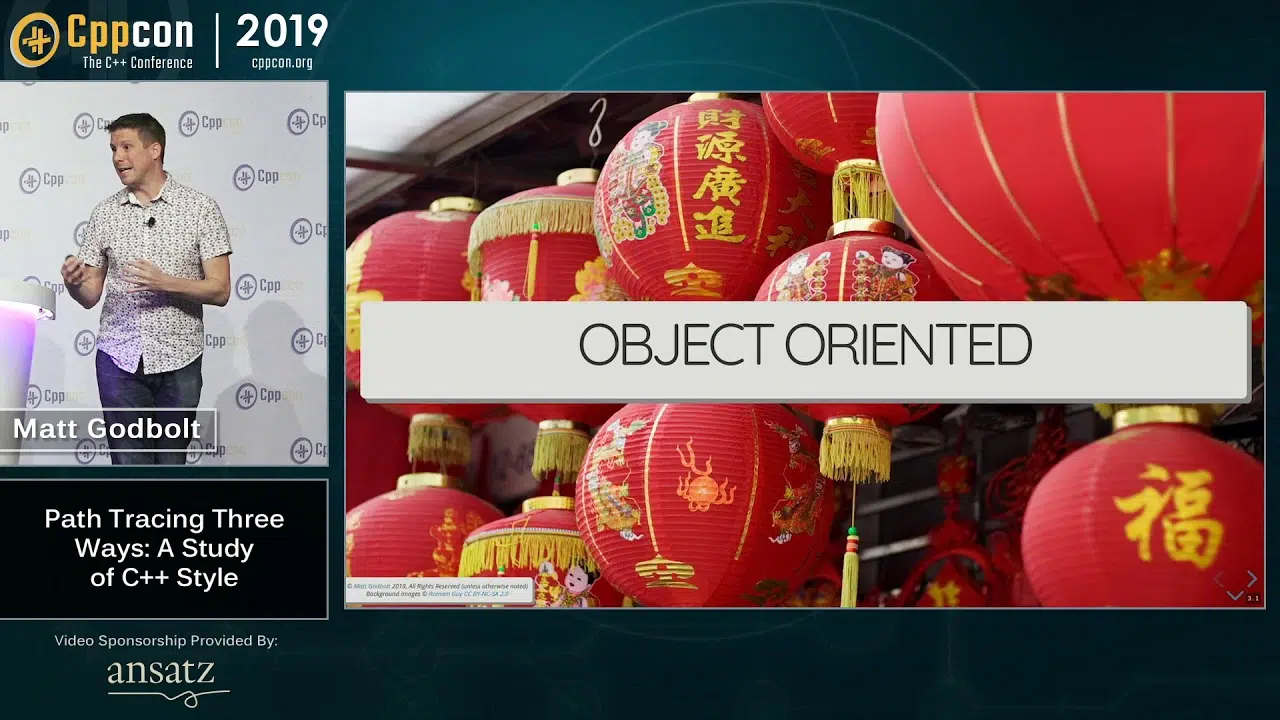 Cppcon
The C++ Conference
2019
cppcon.org
Matt Godbolt
Path Tracing Three
Ways: A Study
of C++ Style
Video Sponsorship Provided By:
ansatz
財源廣進
OBJECT ORIENTED
福
© Matt Godbolt 2019, All Rights Reserved (unless otherwise noted)
Background images © Romain Guy CC BY-NC-SA 2.0
3.1